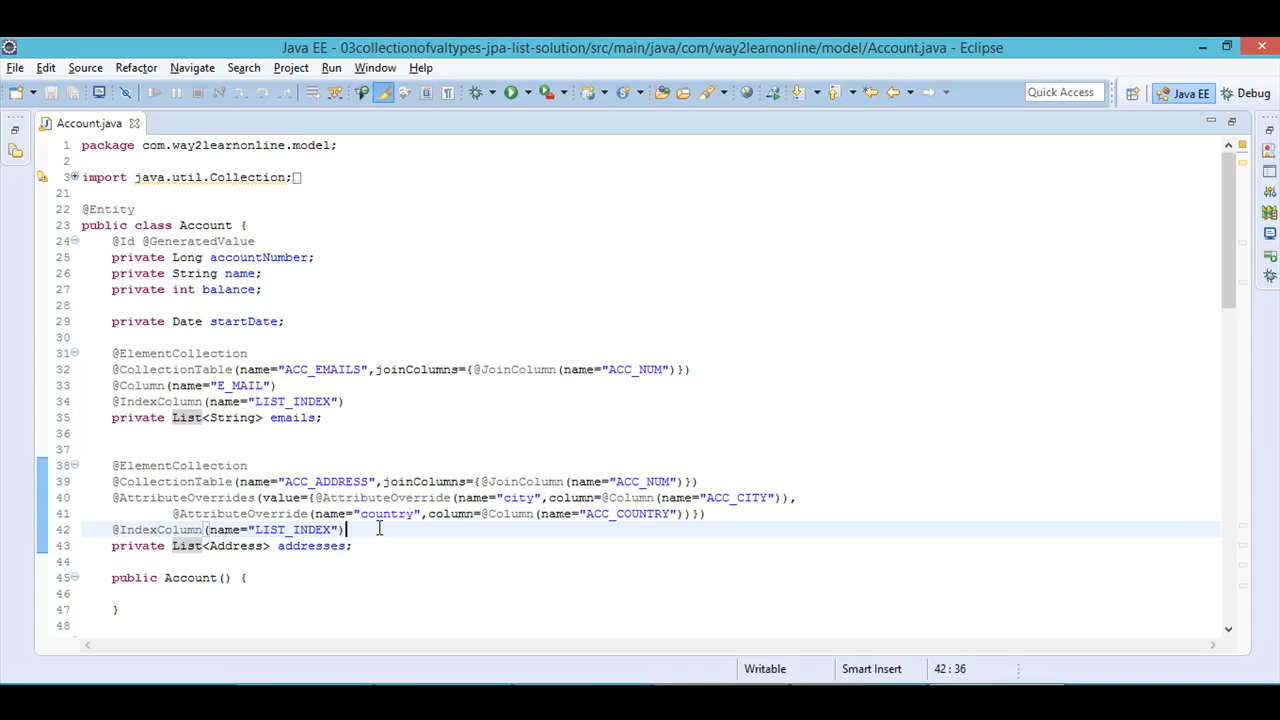 Java EE - 03collectionofvaltypes-jpa-list-solution/src/main/java/com/way2learnonline/model/Account.java - Eclipse
File Edit Source Refactor Navigate Search Project Run Window Help
Quick Access Java EE Debug
Account.java
1 package com.way2learnonline.model;
2
3 import java.util.Collection;
21
22 @Entity
23 public class Account {
24 @Id @GeneratedValue
25 private Long accountNumber;
26 private String name;
27 private int balance;
28
29 private Date startDate;
30
31 @ElementCollection
32 @CollectionTable(name="ACC_EMAILS",joinColumns={@JoinColumn(name="ACC_NUM")})
33 @Column(name="E_MAIL")
34 @IndexColumn(name="LIST_INDEX")
35 private List<String> emails;
36
37
38 @ElementCollection
39 @CollectionTable(name="ACC_ADDRESS",joinColumns={@JoinColumn(name="ACC_NUM")})
40 @AttributeOverrides(value={@AttributeOverride(name="city",column=@Column(name="ACC_CITY")),
41 @AttributeOverride(name="country",column=@Column(name="ACC_COUNTRY"))})
42 @IndexColumn(name="LIST_INDEX")
43 private List<Address> addresses;
44
45 public Account() {
46
47 }
48
Writable Smart Insert 42 : 36